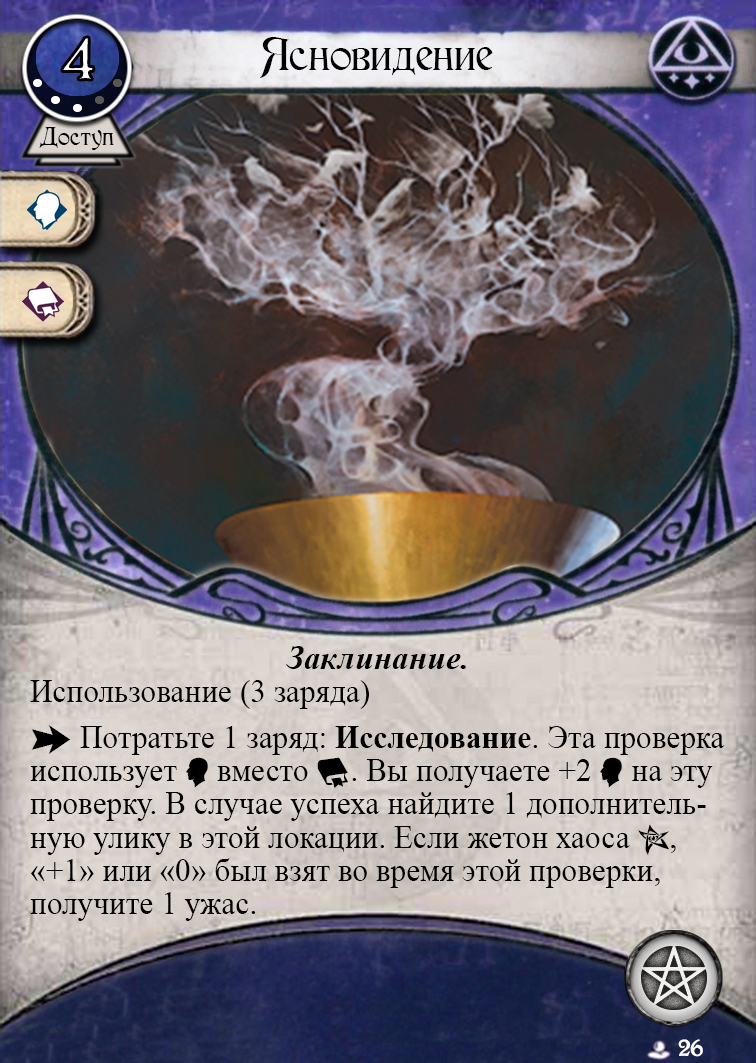 4
Ясновидение
Доступ
Заклинание.
Использование (3 заряда)
Потратьте 1 заряд: Исследование. Эта проверка
использует вместо . Вы получаете +2 на эту
проверку. В случае успеха найдите 1 дополнитель-
ную улику в этой локации. Если жетон хаоса ,
«+1» или «0» был взят во время этой проверки,
получите 1 ужас.
26